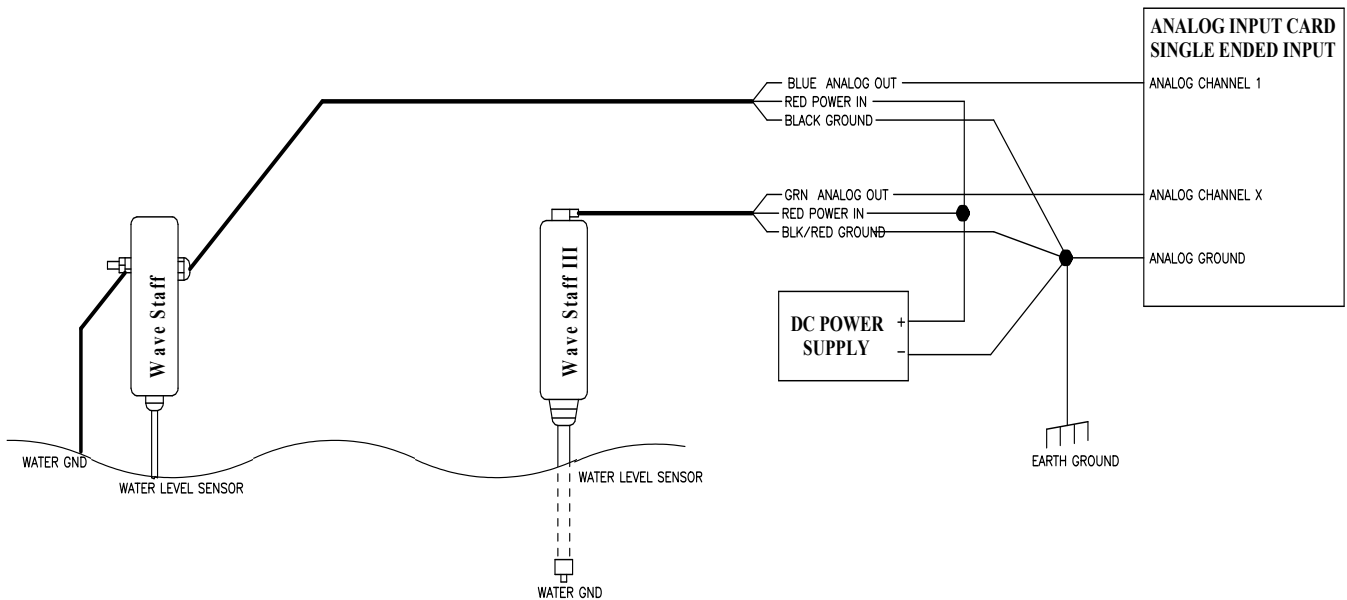 ANALOG INPUT CARD
SINGLE ENDED INPUT
BLUE ANALOG OUT
ANALOG CHANNEL 1
RED POWER IN
BLACK GROUND
GRN ANALOG OUT
ANALOG CHANNEL X
RED POWER IN
BLK/RED GROUND
ANALOG GROUND
Wave Staff
Wave Staff III
DC POWER +
SUPPLY −
WATER GND
WATER LEVEL SENSOR
WATER LEVEL SENSOR
EARTH GROUND
WATER GND